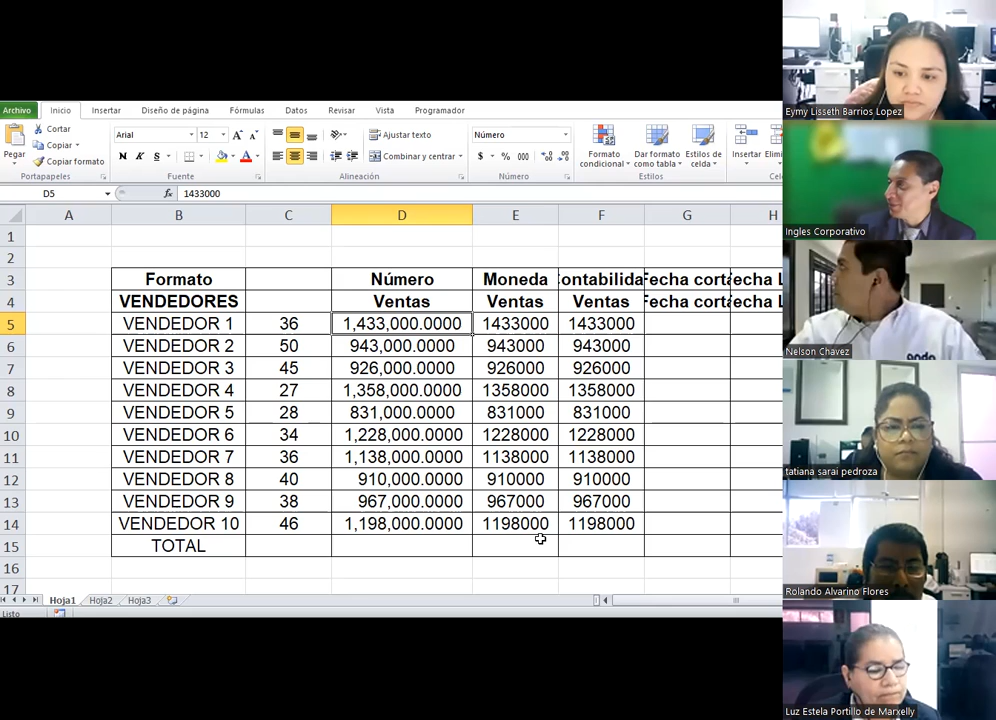 Archivo Inicio Insertar Diseño de página Fórmulas Datos Revisar Vista Programador
Pegar
Cortar
Copiar
Copiar formato
Portapapeles
Arial 12
N K S
Fuente
Ajustar texto
Combinar y centrar
Alineación
Número
$ % 000
Número
Formato condicional
Dar formato como tabla
Estilos de celda
Estilos
Insertar
D5 fx 1433000
A B C D E F G H
1
2
3 Formato Número Moneda Contabilida Fecha corta Fecha L
4 VENDEDORES Ventas Ventas Ventas Fecha corta Fecha L
5 VENDEDOR 1 36 1,433,000.0000 1433000 1433000
6 VENDEDOR 2 50 943,000.0000 943000 943000
7 VENDEDOR 3 45 926,000.0000 926000 926000
8 VENDEDOR 4 27 1,358,000.0000 1358000 1358000
9 VENDEDOR 5 28 831,000.0000 831000 831000
10 VENDEDOR 6 34 1,228,000.0000 1228000 1228000
11 VENDEDOR 7 36 1,138,000.0000 1138000 1138000
12 VENDEDOR 8 40 910,000.0000 910000 910000
13 VENDEDOR 9 38 967,000.0000 967000 967000
14 VENDEDOR 10 46 1,198,000.0000 1198000 1198000
15 TOTAL
16
17
Hoja1 Hoja2 Hoja3
Listo
Eymy Lisseth Barrios Lopez
Ingles Corporativo
Nelson Chavez
tatiana sarai pedroza
Rolando Alvarino Flores
Luz Estela Portillo de Marxelly